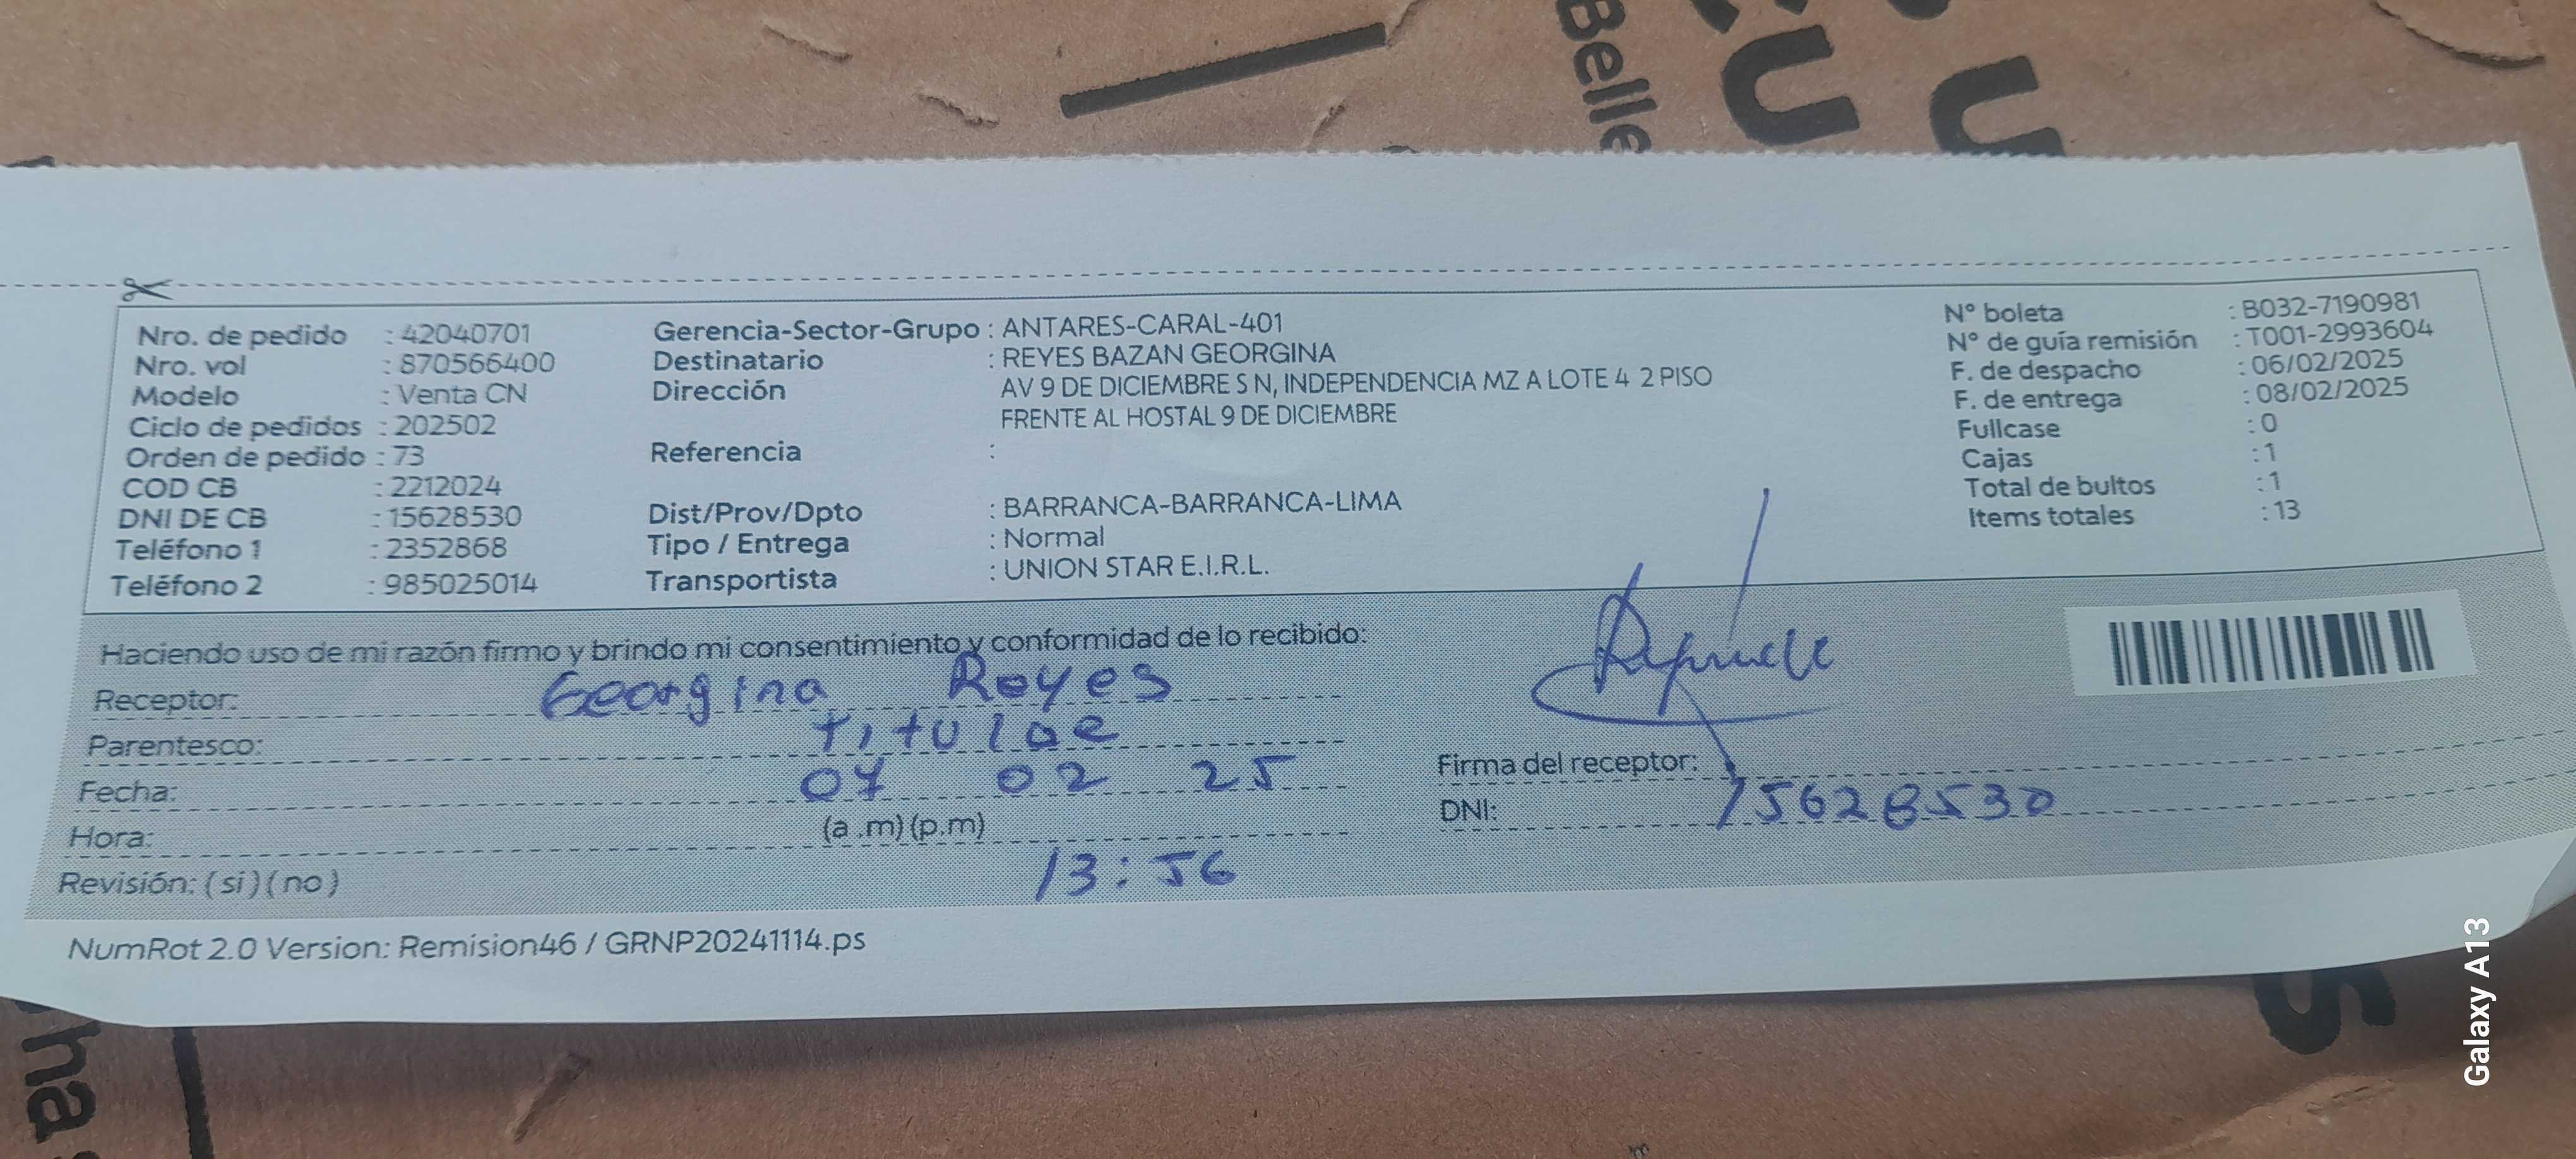 Belle
Nro. de pedido : 42040701
Nro. vol : 870566400
Modelo : Venta CN
Ciclo de pedidos : 202502
Orden de pedido : 73
COD CB : 2212024
DNI DE CB : 15628530
Teléfono 1 : 2352868
Teléfono 2 : 985025014
Gerencia-Sector-Grupo : ANTARES-CARAL-401
Destinatario : REYES BAZAN GEORGINA
Dirección AV 9 DE DICIEMBRE S N, INDEPENDENCIA MZ A LOTE 4 2 PISO
FRENTE AL HOSTAL 9 DE DICIEMBRE
Referencia :
Dist/Prov/Dpto : BARRANCA-BARRANCA-LIMA
Tipo / Entrega : Normal
Transportista : UNION STAR E.I.R.L.
N° boleta : B032-7190981
N° de guía remisión : T001-2993604
F. de despacho : 06/02/2025
F. de entrega : 08/02/2025
Fullcase : 0
Cajas : 1
Total de bultos : 1
Items totales : 13
Haciendo uso de mi razón firmo y brindo mi consentimiento y conformidad de lo recibido:
Receptor: Georgina Reyes
Parentesco: titular
Fecha: 07 02 25
Hora: (a .m) (p.m)
13:56
Revisión: ( si ) ( no )
Firma del receptor:
DNI: 15628530
NumRot 2.0 Version: Remision46 / GRNP20241114.ps
Galaxy A13